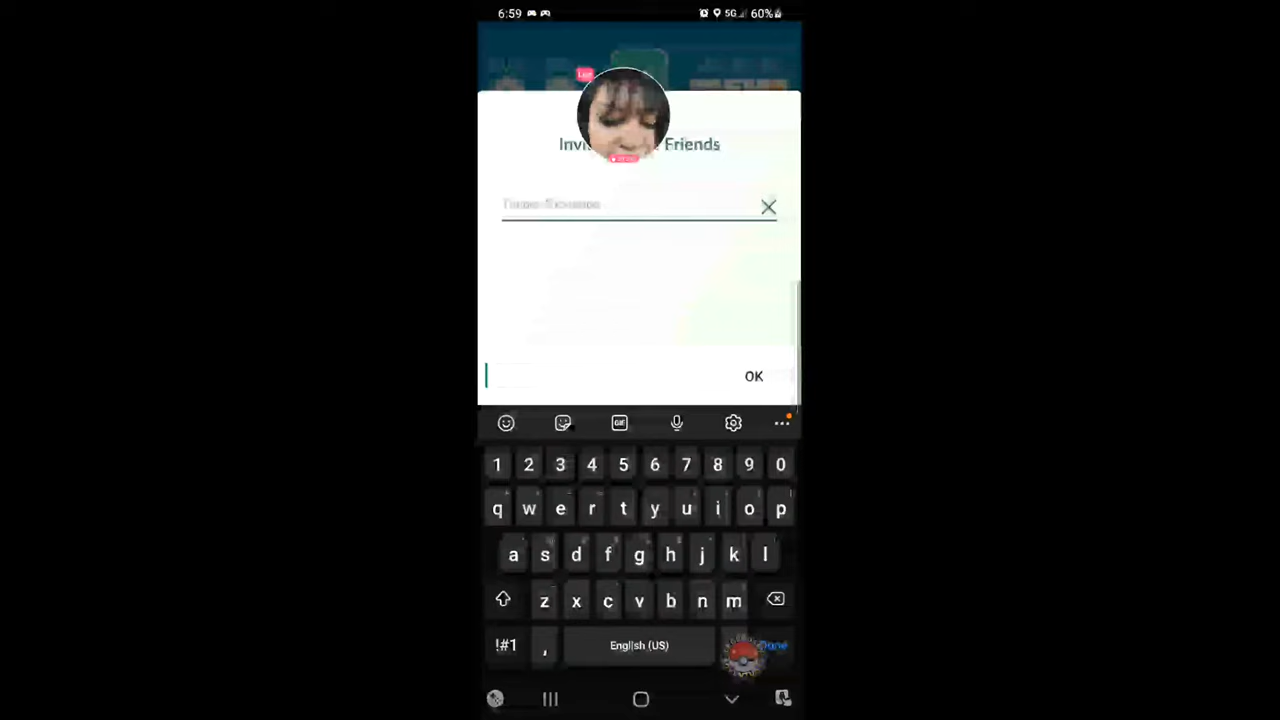 6:59 5G 60%
Friends
OK
GIF
1 2 3 4 5 6 7 8 9 0
q w e r t y u i o p
a s d f g h j k l
z x c v b n m
!#1 , English (US)